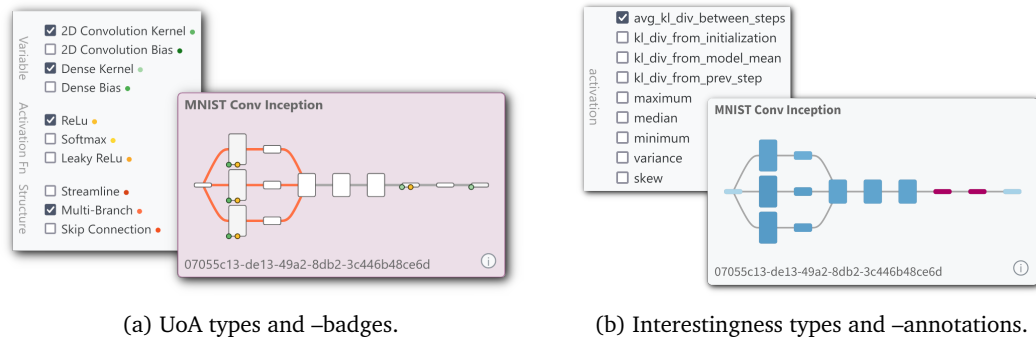 Variable
2D Convolution Kernel
2D Convolution Bias
Dense Kernel
Dense Bias
Activation Fn
ReLu
Softmax
Leaky ReLu
Structure
Streamline
Multi-Branch
Skip Connection
MNIST Conv Inception
07055c13-de13-49a2-8db2-3c446b48ce6d
i
(a) UoA types and –badges.
activation
avg_kl_div_between_steps
kl_div_from_initialization
kl_div_from_model_mean
kl_div_from_prev_step
maximum
median
minimum
variance
skew
MNIST Conv Inception
07055c13-de13-49a2-8db2-3c446b48ce6d
i
(b) Interestingness types and –annotations.